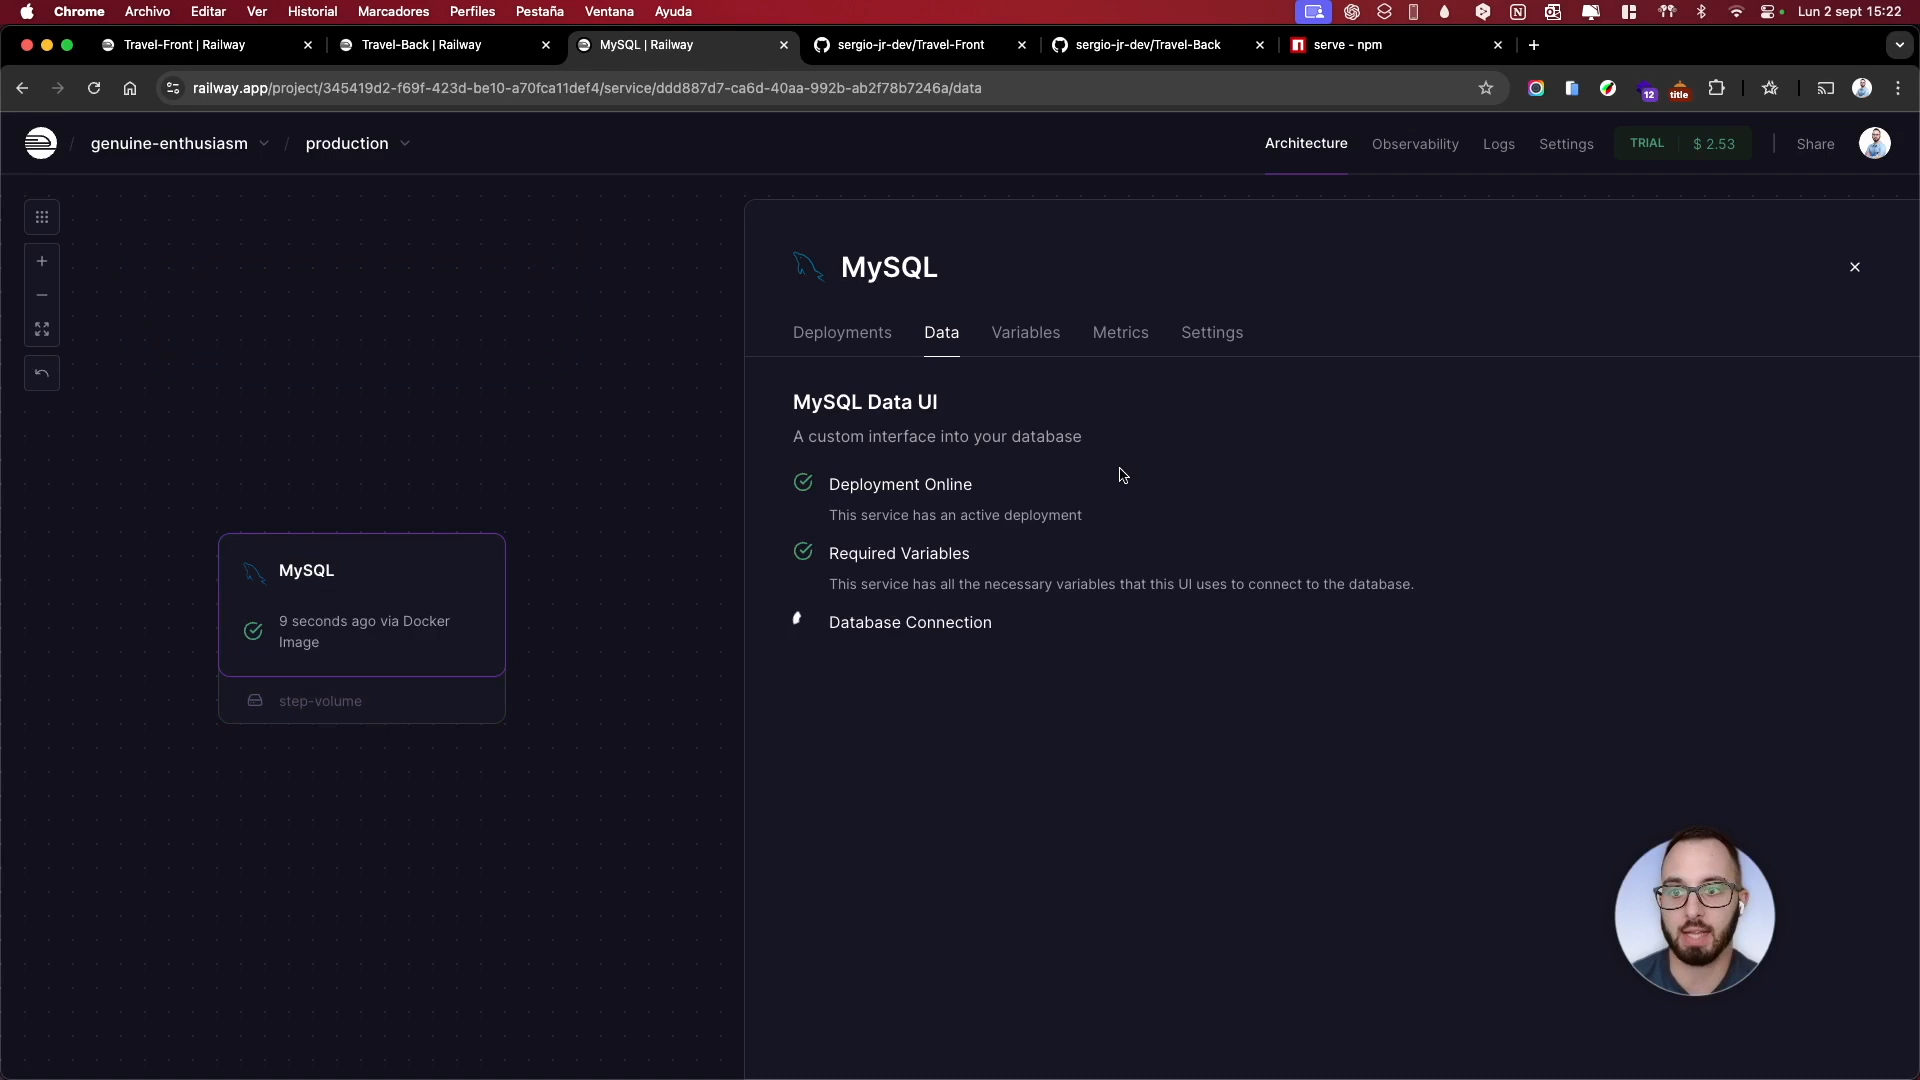 Chrome Archivo Editar Ver Historial Marcadores Perfiles Pestaña Ventana Ayuda
Lun 2 sept 15:22
Travel-Front | Railway
Travel-Back | Railway
MySQL | Railway
sergio-jr-dev/Travel-Front
sergio-jr-dev/Travel-Back
serve - npm
railway.app/project/345419d2-f69f-423d-be10-a70fca11def4/service/ddd887d7-ca6d-40aa-992b-ab2f78b7246a/data
12
title
genuine-enthusiasm / production
Architecture Observability Logs Settings TRIAL $ 2.53 Share
MySQL
Deployments Data Variables Metrics Settings
MySQL Data UI
A custom interface into your database
Deployment Online
This service has an active deployment
Required Variables
This service has all the necessary variables that this UI uses to connect to the database.
Database Connection
MySQL
9 seconds ago via Docker
Image
step-volume